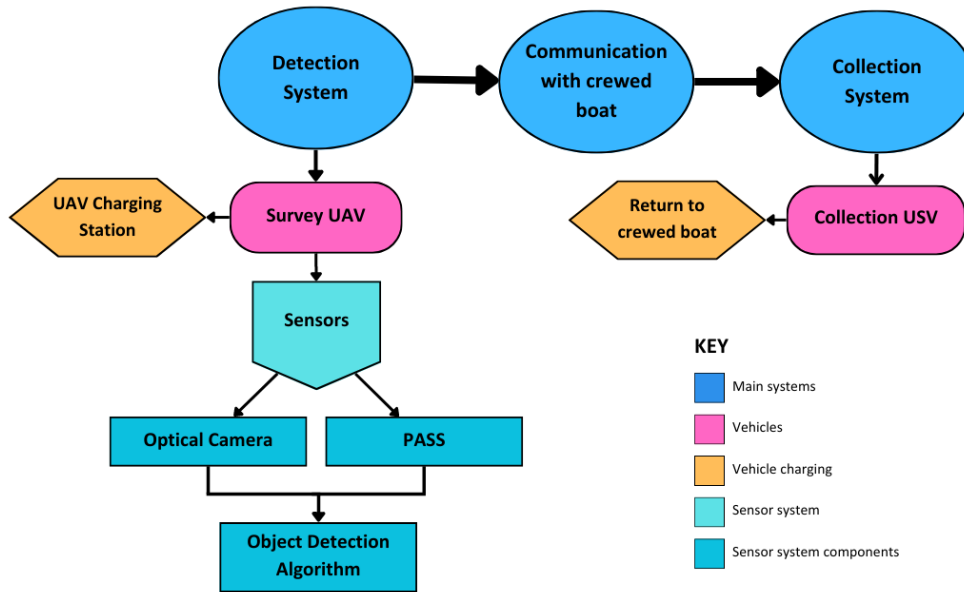 Detection
System
Communication
with crewed
boat
Collection
System
UAV Charging
Station
Survey UAV
Return to
crewed boat
Collection USV
Sensors
Optical Camera
PASS
Object Detection
Algorithm
KEY
Main systems
Vehicles
Vehicle charging
Sensor system
Sensor system components